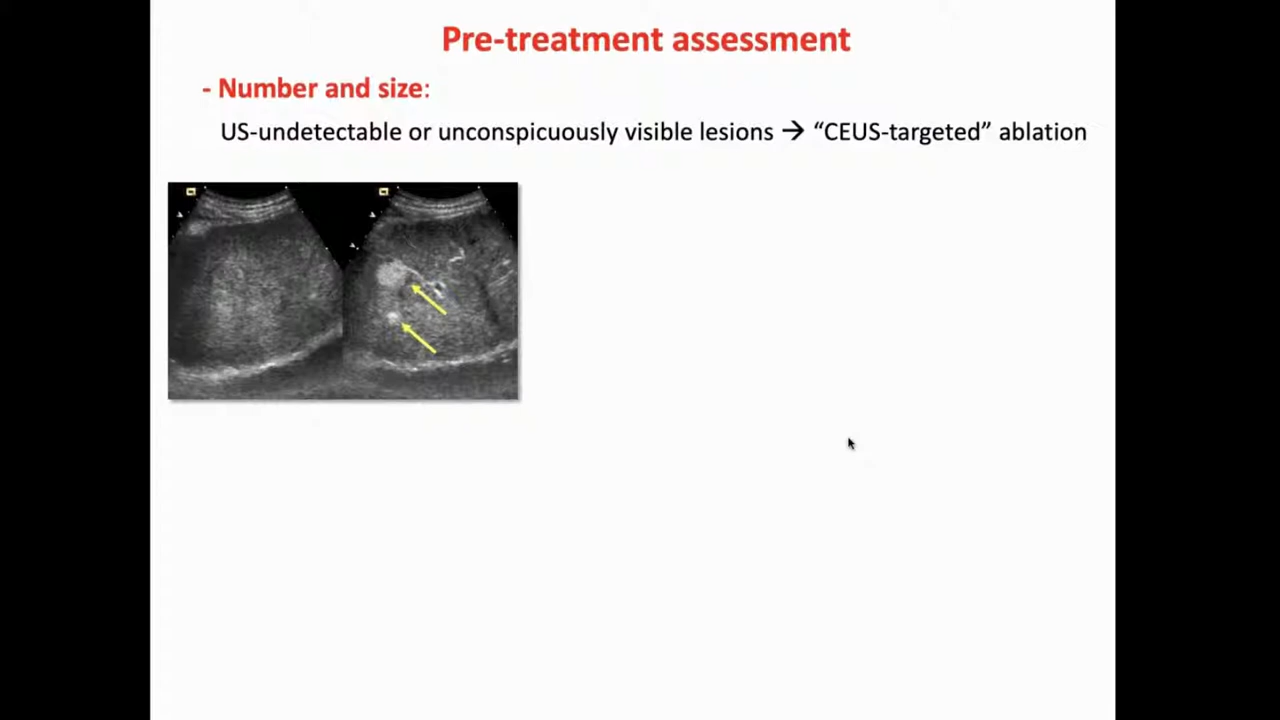 Pre-treatment assessment
- Number and size:
US-undetectable or unconspicuously visible lesions → “CEUS-targeted” ablation